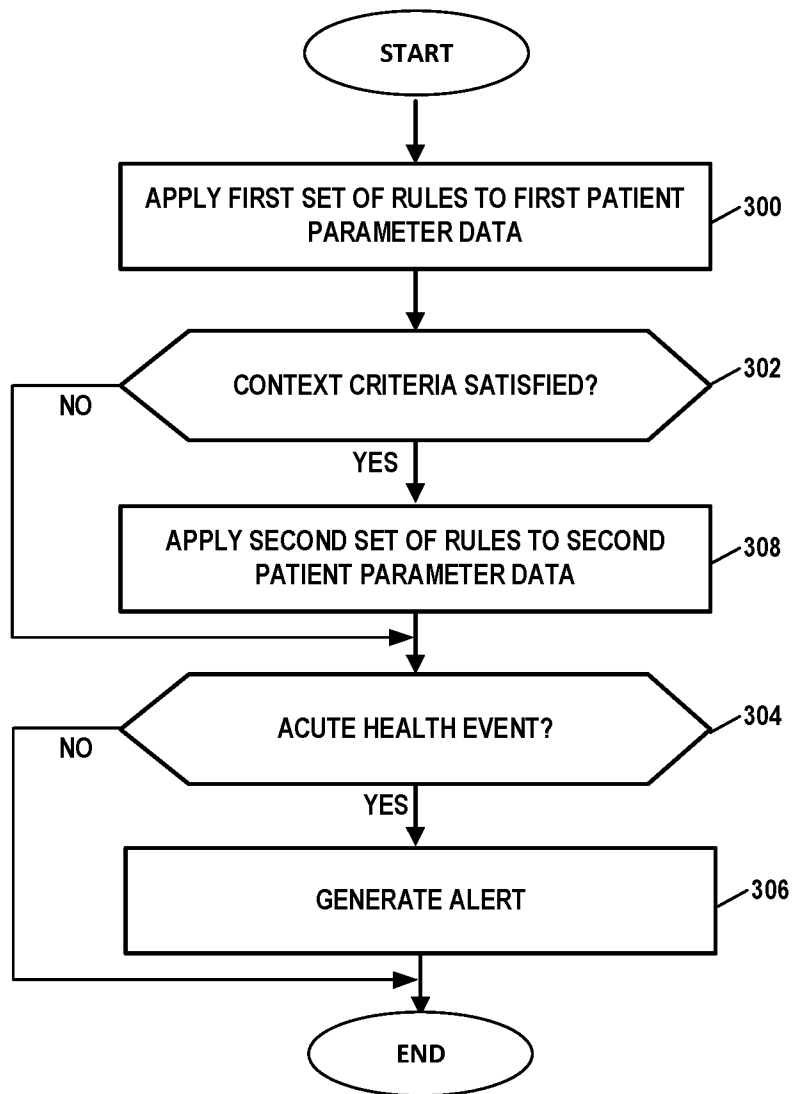 START
APPLY FIRST SET OF RULES TO FIRST PATIENT
PARAMETER DATA
300
CONTEXT CRITERIA SATISFIED?
302
NO
YES
APPLY SECOND SET OF RULES TO SECOND
PATIENT PARAMETER DATA
308
ACUTE HEALTH EVENT?
304
NO
YES
GENERATE ALERT
306
END